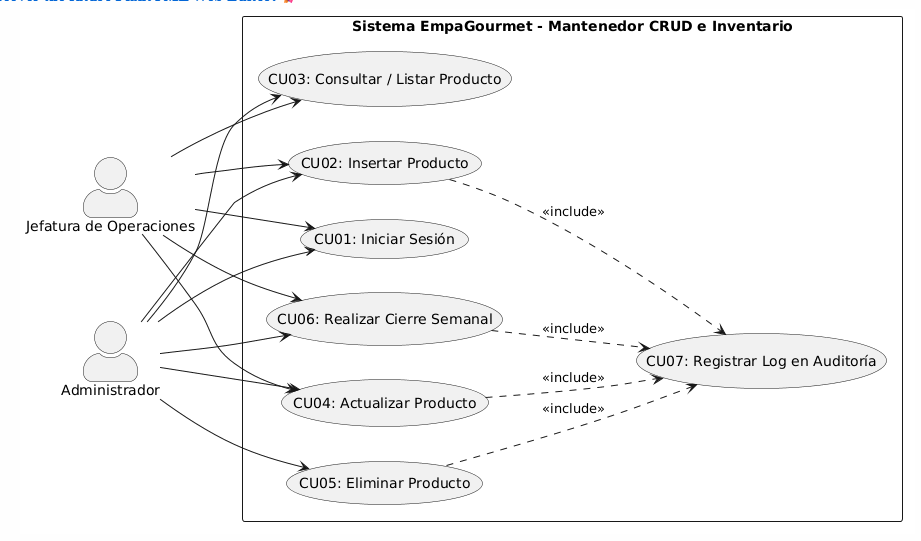 Sistema EmpaGourmet - Mantenedor CRUD e Inventario
CU03: Consultar / Listar Producto
CU02: Insertar Producto
«include»
Jefatura de Operaciones
CU01: Iniciar Sesión
CU06: Realizar Cierre Semanal
«include»
CU07: Registrar Log en Auditoría
«include»
Administrador
CU04: Actualizar Producto
«include»
CU05: Eliminar Producto